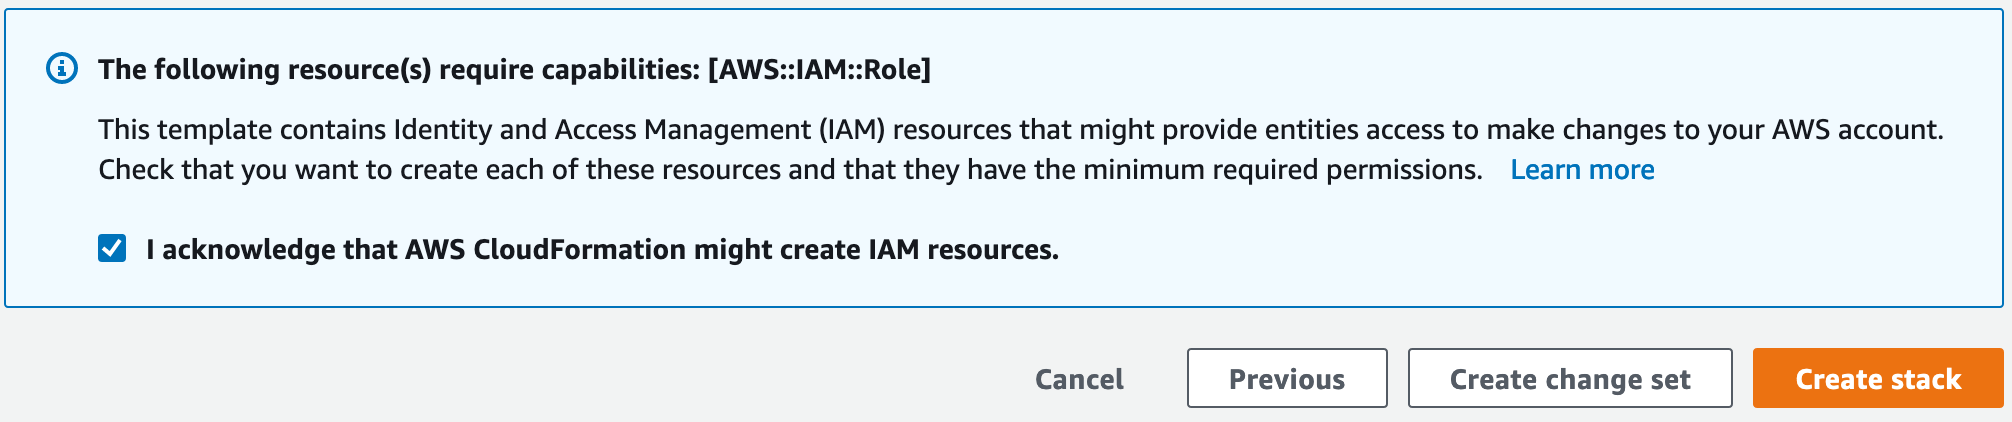 The following resource(s) require capabilities: [AWS::IAM::Role]
This template contains Identity and Access Management (IAM) resources that might provide entities access to make changes to your AWS account.
Check that you want to create each of these resources and that they have the minimum required permissions. Learn more
I acknowledge that AWS CloudFormation might create IAM resources.
Cancel Previous Create change set Create stack